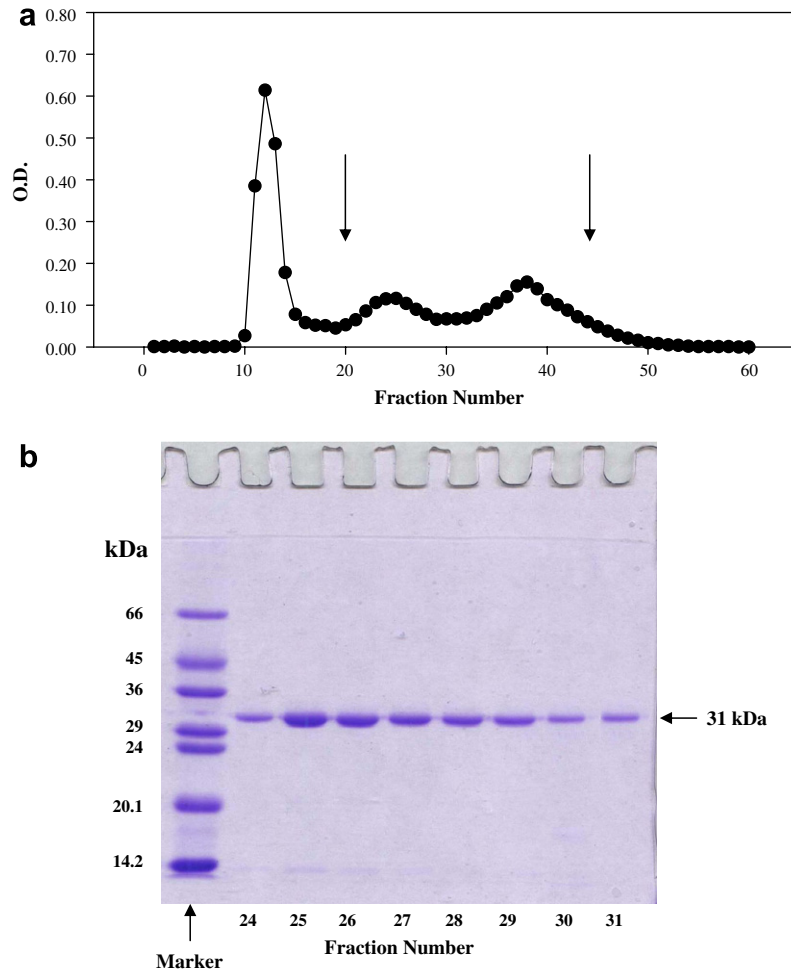 a
0.80
0.70
0.60
0.50
0.40
0.30
0.20
0.10
0.00
O.D.
0 10 20 30 40 50 60
Fraction Number
b
kDa
66
45
36
29
24
20.1
14.2
31 kDa
24 25 26 27 28 29 30 31
Fraction Number
Marker